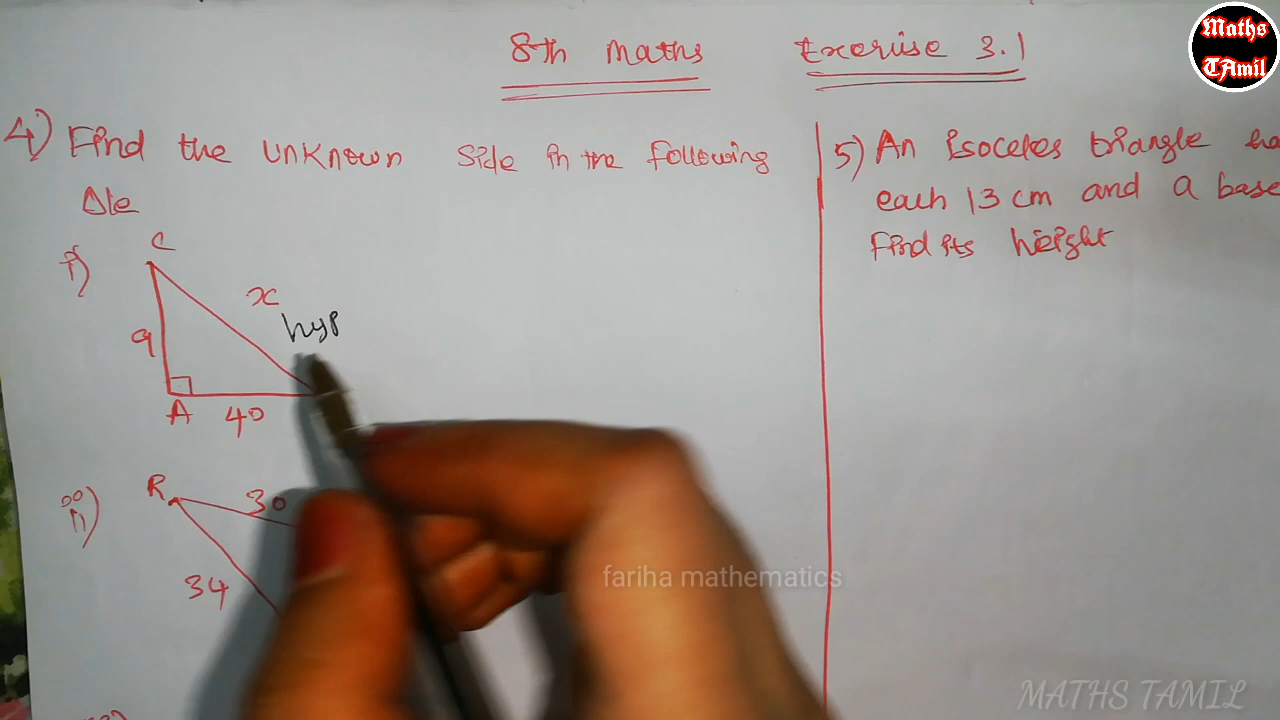 Maths
TAmil
8th maths Exercise 3.1
4) Find the unknown side in the following
Δle
i)
C
x
hyp
9
A
40
ii)
R
30
34
5) An isoceles triangle ha
each 13 cm and a base
Find its height
fariha mathematics
MATHS TAMIL